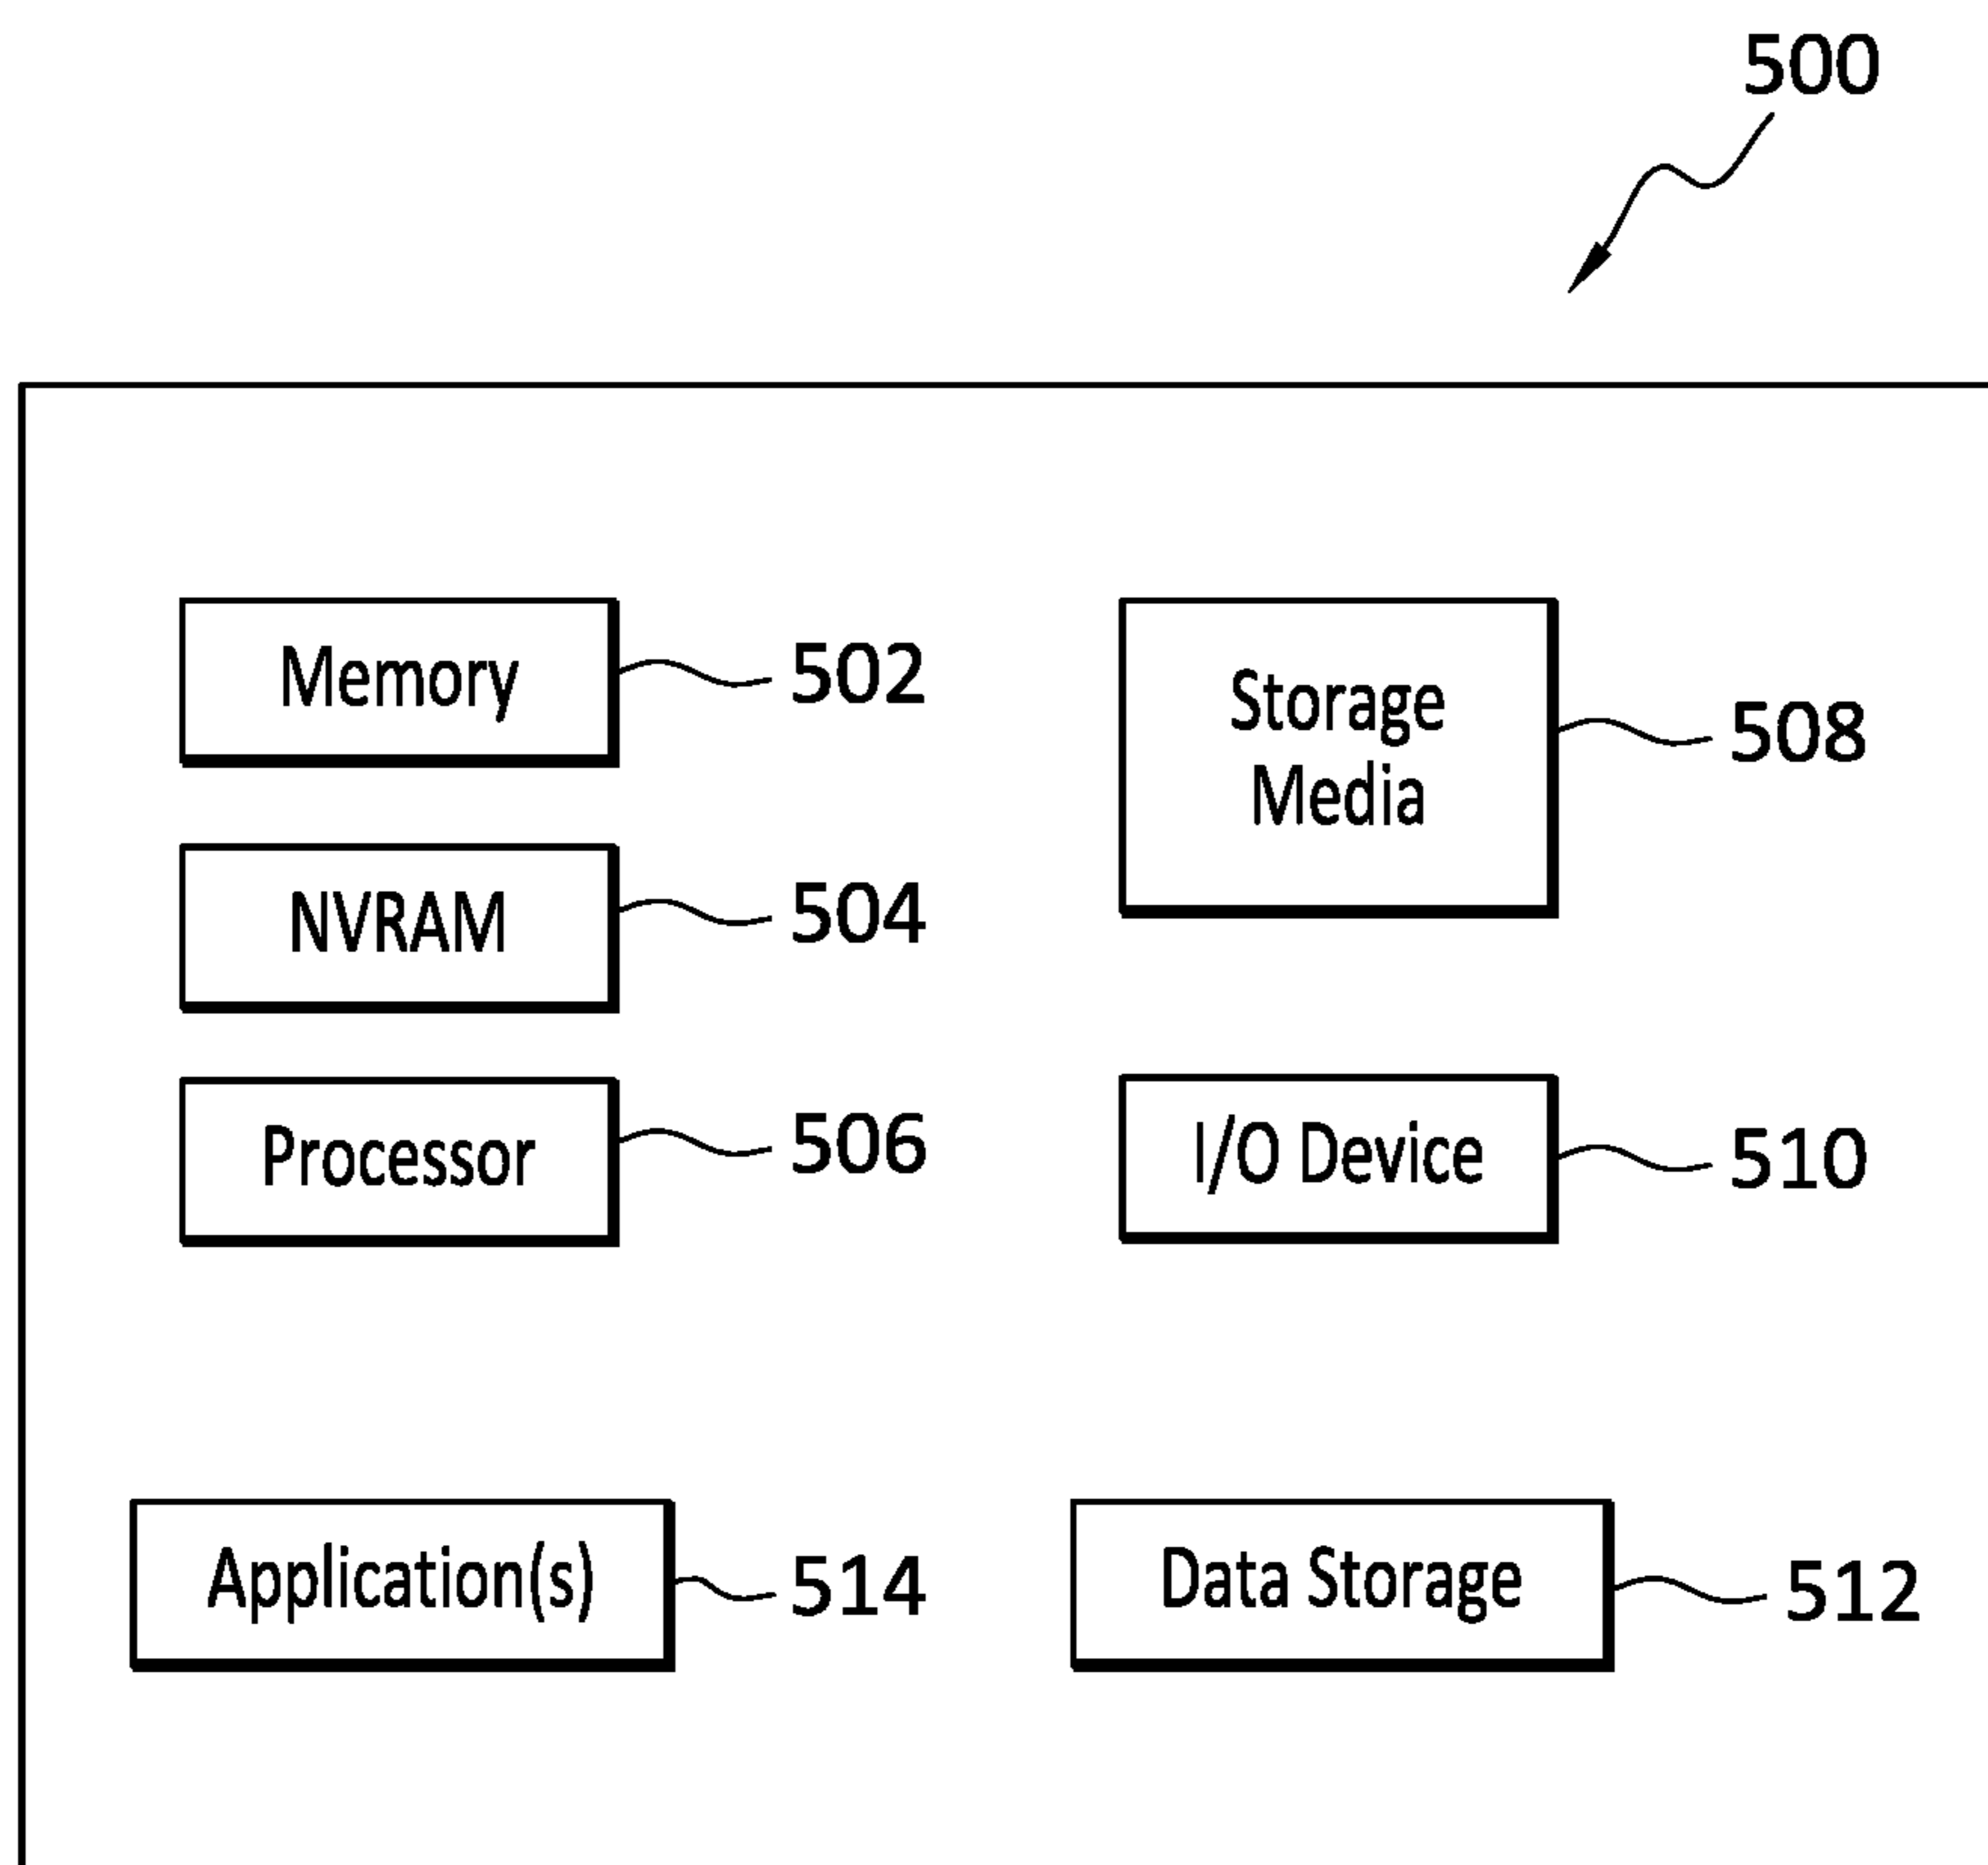 500
Memory
502
NVRAM
504
Processor
506
Storage
Media
508
I/O Device
510
Application(s)
514
Data Storage
512